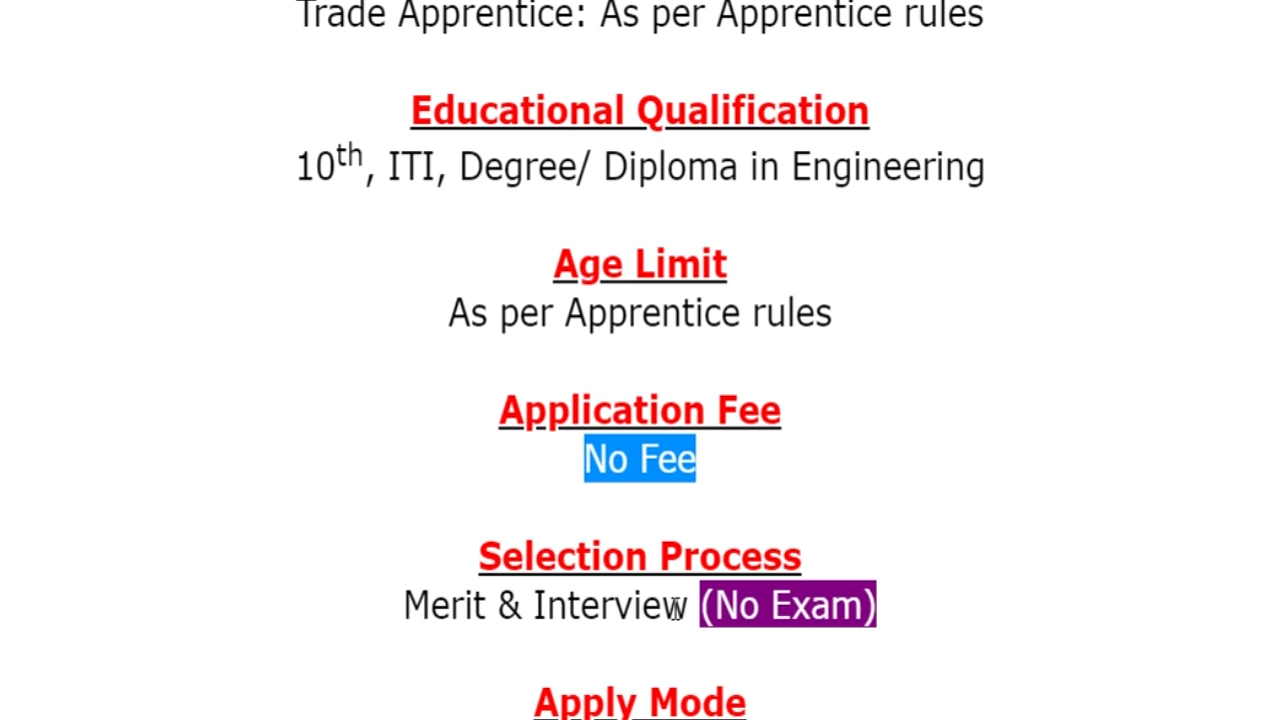 Trade Apprentice: As per Apprentice rules
Educational Qualification
10th, ITI, Degree/ Diploma in Engineering
Age Limit
As per Apprentice rules
Application Fee
No Fee
Selection Process
Merit & Interview (No Exam)
Apply Mode